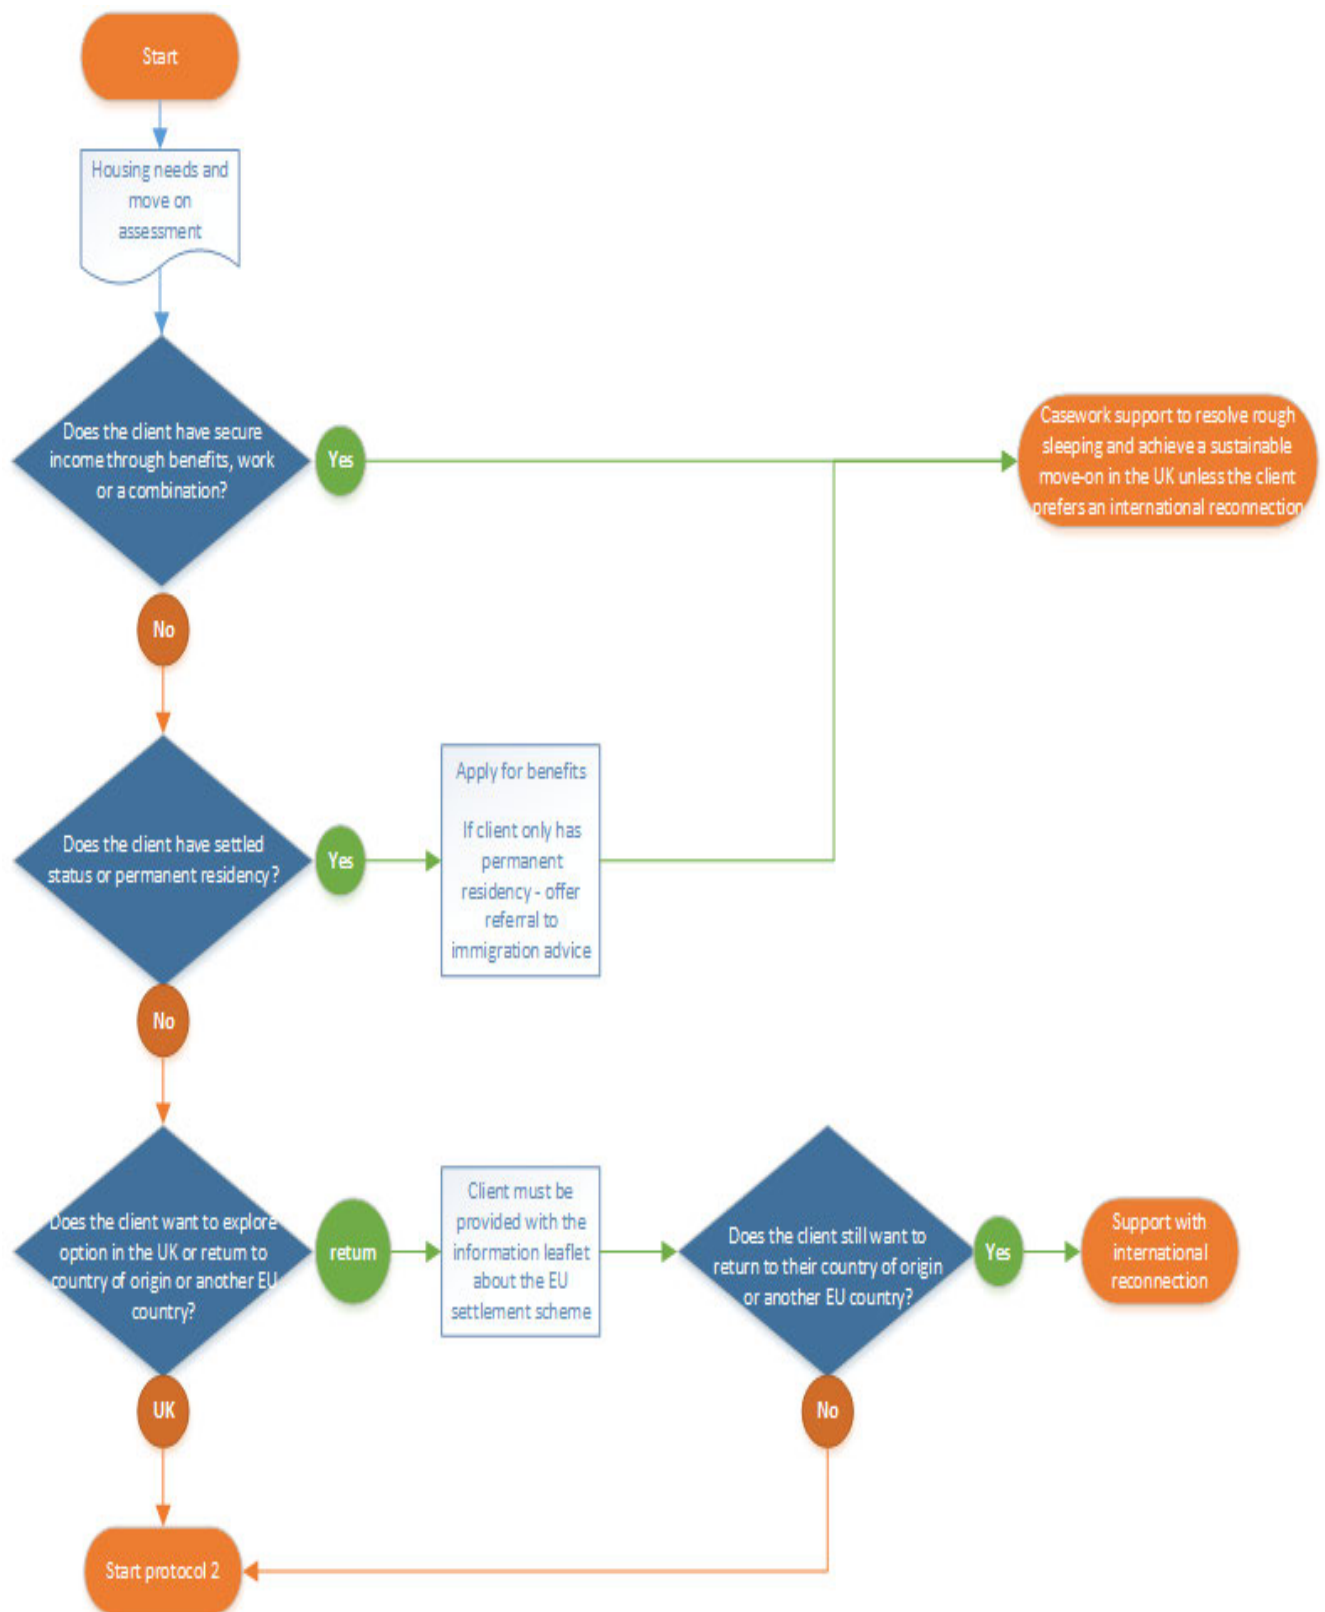 Start
Housing needs and
move on
assessment
Does the client have secure
income through benefits, work
or a combination?
Yes
Casework support to resolve rough
sleeping and achieve a sustainable
move-on in the UK unless the client
prefers an international reconnection
No
Does the client have settled
status or permanent residency?
Yes
Apply for benefits
If client only has
permanent
residency - offer
referral to
immigration advice
No
Does the client want to explore
option in the UK or return to
country of origin or another EU
country?
return
Client must be
provided with the
information leaflet
about the EU
settlement scheme
Does the client still want to
return to their country of origin
or another EU country?
Yes
Support with
international
reconnection
UK
No
Start protocol 2